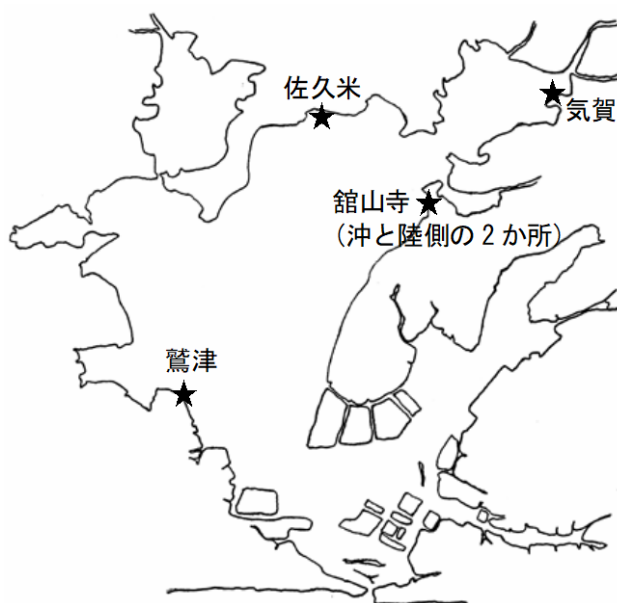 佐久米
気賀
舘山寺
（沖と陸側の２か所）
鷲津